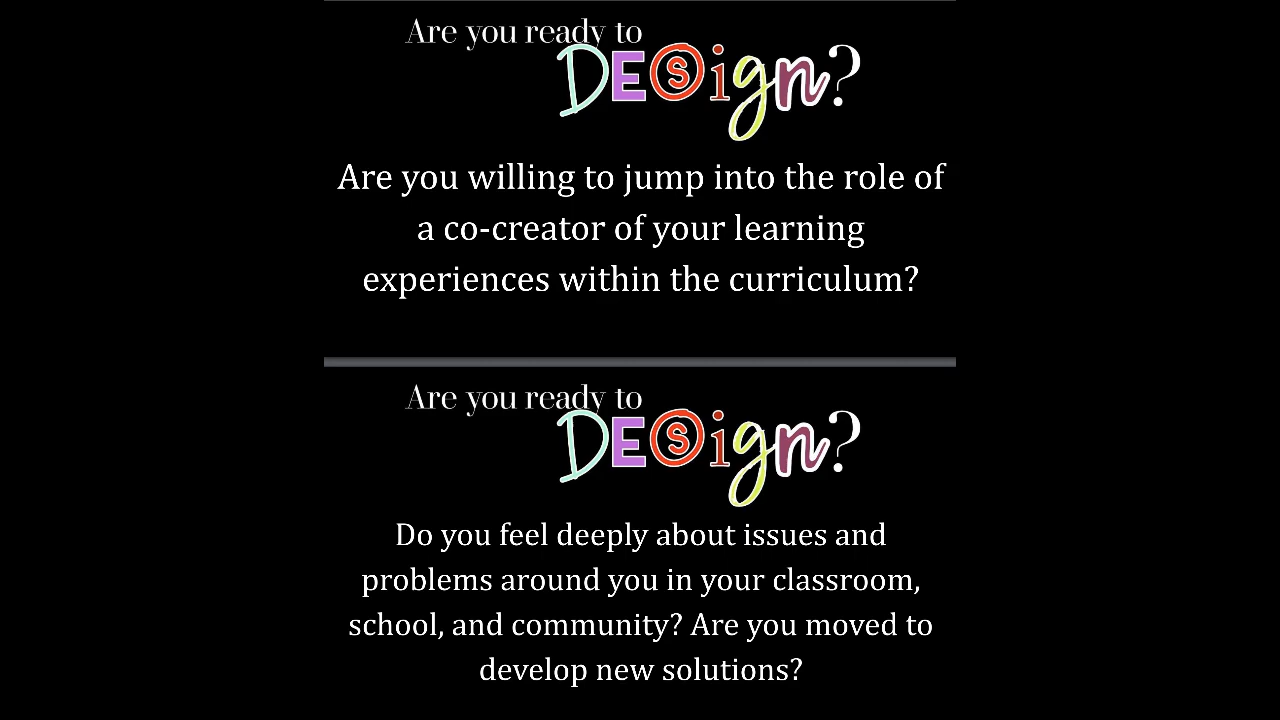 Are you ready to
DESign?
Are you willing to jump into the role of
a co-creator of your learning
experiences within the curriculum?
Are you ready to
DESign?
Do you feel deeply about issues and
problems around you in your classroom,
school, and community? Are you moved to
develop new solutions?